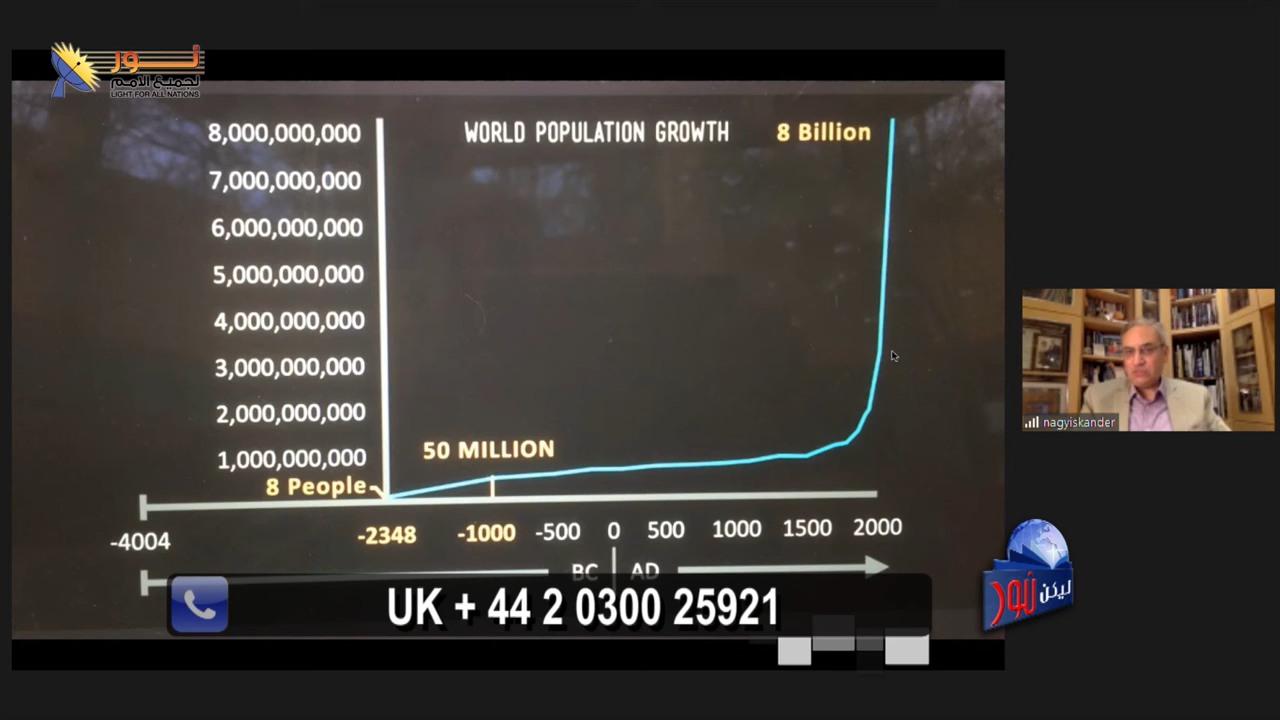 نور
لجميع الأمم
LIGHT FOR ALL NATIONS
WORLD POPULATION GROWTH
8 Billion
8,000,000,000
7,000,000,000
6,000,000,000
5,000,000,000
4,000,000,000
3,000,000,000
2,000,000,000
1,000,000,000
50 MILLION
8 People
-4004
-2348
-1000
-500
0
500
1000
1500
2000
BC
AD
UK + 44 2 0300 25921
nagyiskander
ليكن نور